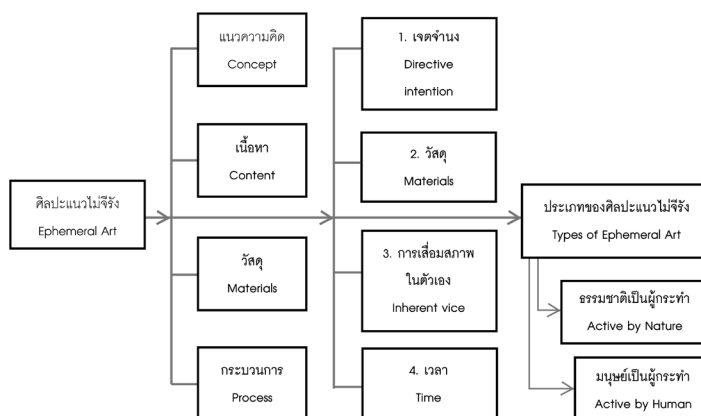 ศิลปะแนวไม่จีรัง
Ephemeral Art
แนวความคิด
Concept
เนื้อหา
Content
วัสดุ
Materials
กระบวนการ
Process
1. เจตจำนง
Directive
intention
2. วัสดุ
Materials
3. การเสื่อมสภาพ
ในตัวเอง
Inherent vice
4. เวลา
Time
ประเภทของศิลปะแนวไม่จีรัง
Types of Ephemeral Art
ธรรมชาติเป็นผู้กระทำ
Active by Nature
มนุษย์เป็นผู้กระทำ
Active by Human